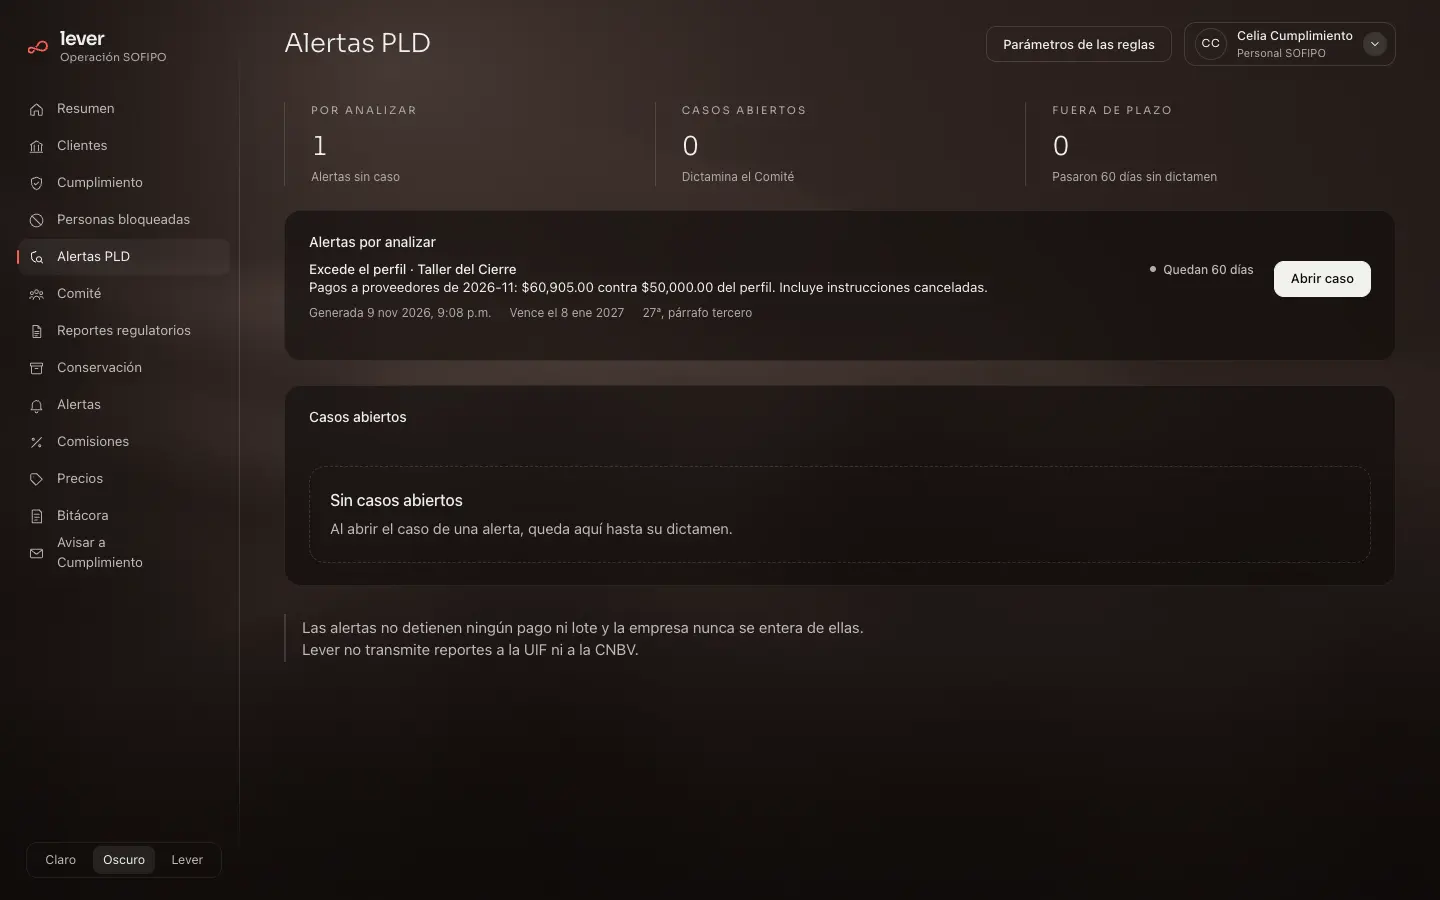 lever
Operación SOFIPO
Resumen
Clientes
Cumplimiento
Personas bloqueadas
Alertas PLD
Comité
Reportes regulatorios
Conservación
Alertas
Comisiones
Precios
Bitácora
Avisar a
Cumplimiento
Claro
Oscuro
Lever
Alertas PLD
Parámetros de las reglas
CC
Celia Cumplimiento
Personal SOFIPO
POR ANALIZAR
1
Alertas sin caso
CASOS ABIERTOS
0
Dictamina el Comité
FUERA DE PLAZO
0
Pasaron 60 días sin dictamen
Alertas por analizar
Excede el perfil · Taller del Cierre
Pagos a proveedores de 2026-11: $60,905.00 contra $50,000.00 del perfil. Incluye instrucciones canceladas.
Generada 9 nov 2026, 9:08 p.m. Vence el 8 ene 2027 27ª, párrafo tercero
Quedan 60 días
Abrir caso
Casos abiertos
Sin casos abiertos
Al abrir el caso de una alerta, queda aquí hasta su dictamen.
Las alertas no detienen ningún pago ni lote y la empresa nunca se entera de ellas.
Lever no transmite reportes a la UIF ni a la CNBV.